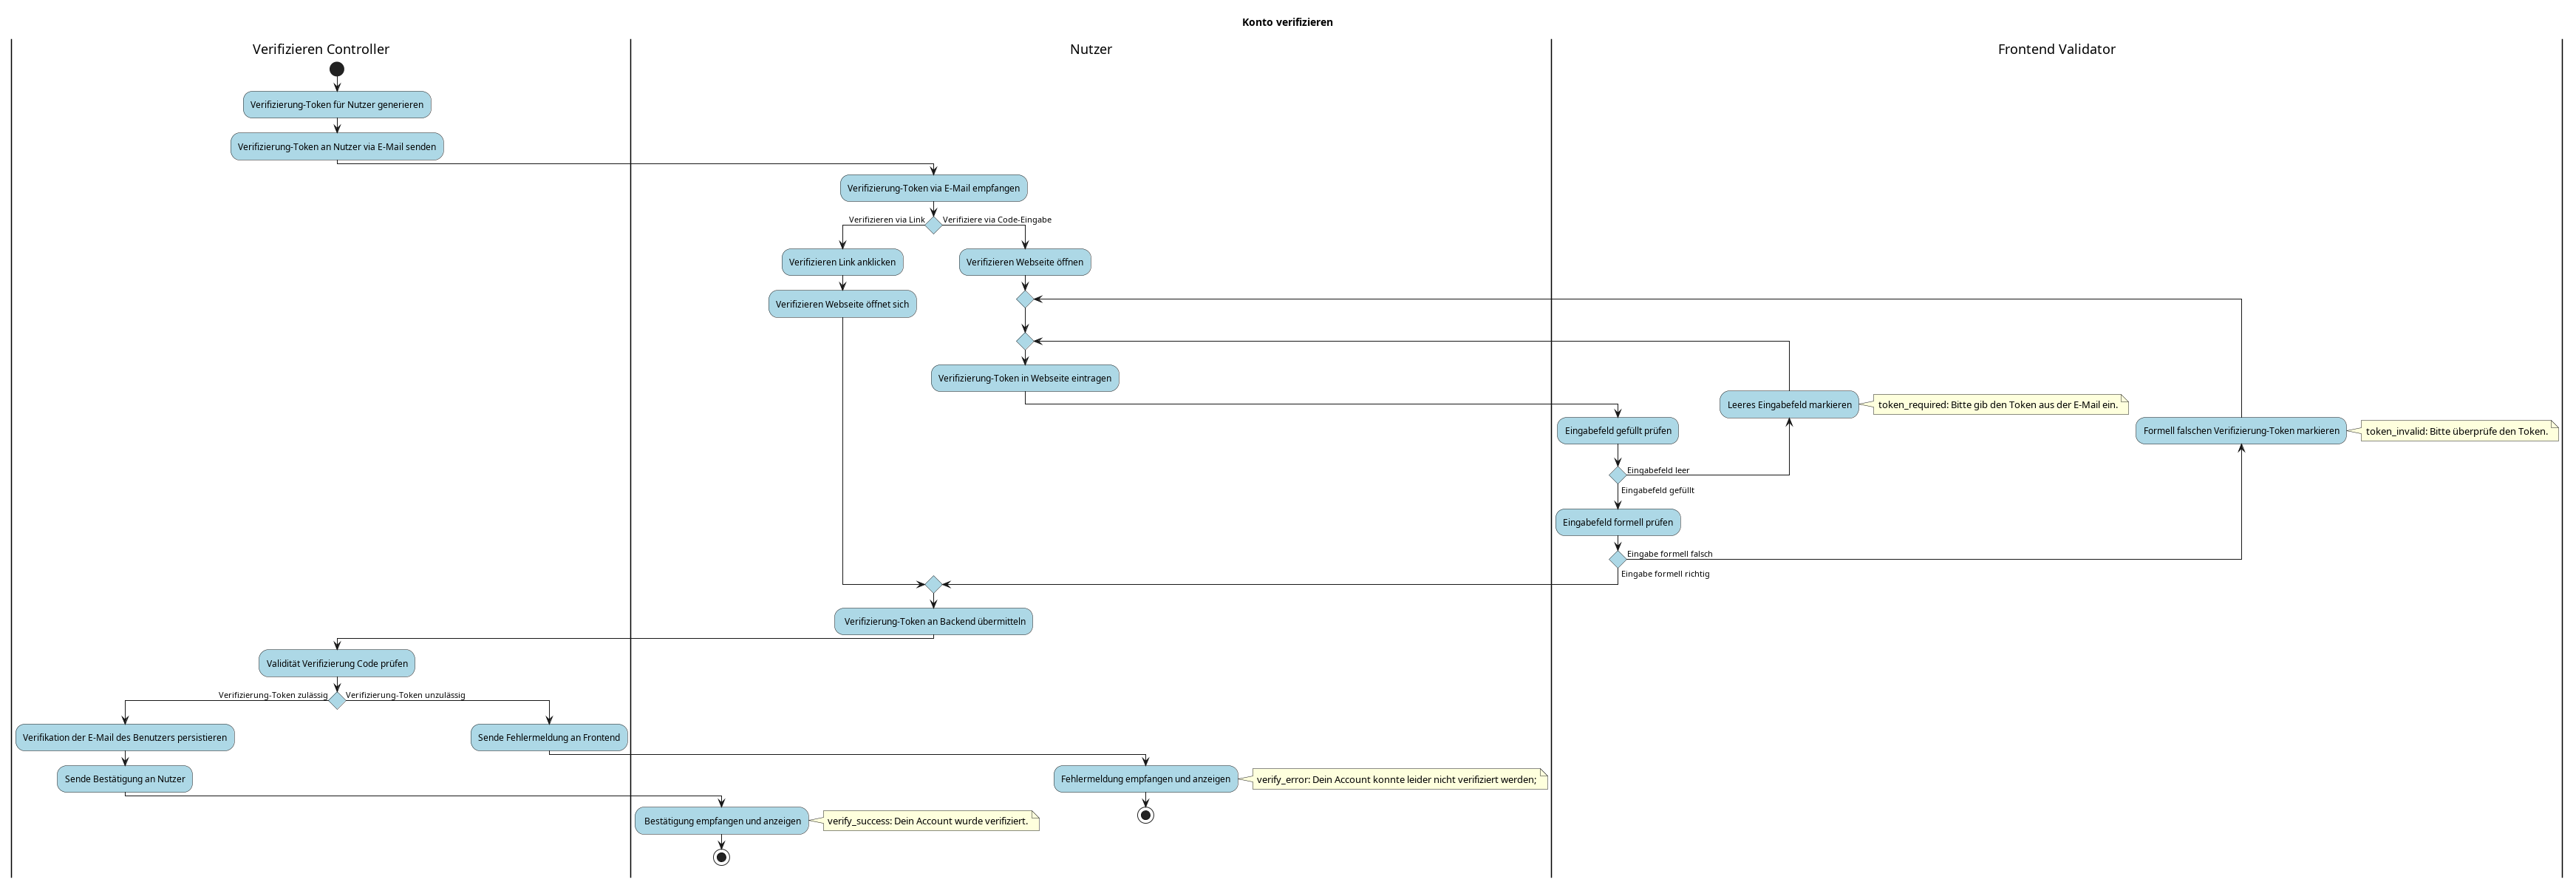 Konto verifizieren
Verifizieren Controller
Nutzer
Frontend Validator
Verifizierung-Token für Nutzer generieren
Verifizierung-Token an Nutzer via E-Mail senden
Verifizierung-Token via E-Mail empfangen
Verifizieren via Link
Verifiziere via Code-Eingabe
Verifizieren Link anklicken
Verifizieren Webseite öffnen
Verifizieren Webseite öffnet sich
Verifizierung-Token in Webseite eintragen
Leeres Eingabefeld markieren
token_required: Bitte gib den Token aus der E-Mail ein.
Eingabefeld gefüllt prüfen
Formell falschen Verifizierung-Token markieren
token_invalid: Bitte überprüfe den Token.
Eingabefeld leer
Eingabefeld gefüllt
Eingabefeld formell prüfen
Eingabe formell falsch
Eingabe formell richtig
Verifizierung-Token an Backend übermitteln
Validität Verifizierung Code prüfen
Verifizierung-Token zulässig
Verifizierung-Token unzulässig
Verifikation der E-Mail des Benutzers persistieren
Sende Fehlermeldung an Frontend
Sende Bestätigung an Nutzer
Fehlermeldung empfangen und anzeigen
verify_error: Dein Account konnte leider nicht verifiziert werden;
Bestätigung empfangen und anzeigen
verify_success: Dein Account wurde verifiziert.